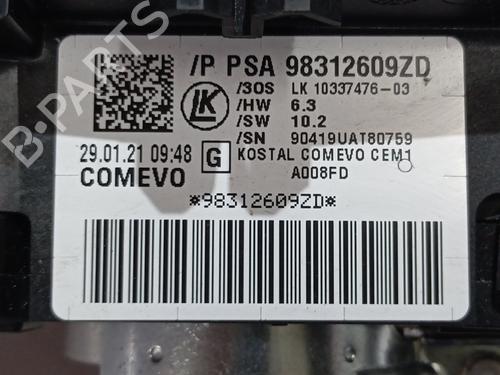 /P PSA 98312609ZD
/3OS LK 10337476-03
LK
/HW 6.3
/SW 10.2
/SN 90419UAT80759
29.01.21 09:48 G KOSTAL COMEVO CEM1
COMEVO A008FD
*98312609ZD*